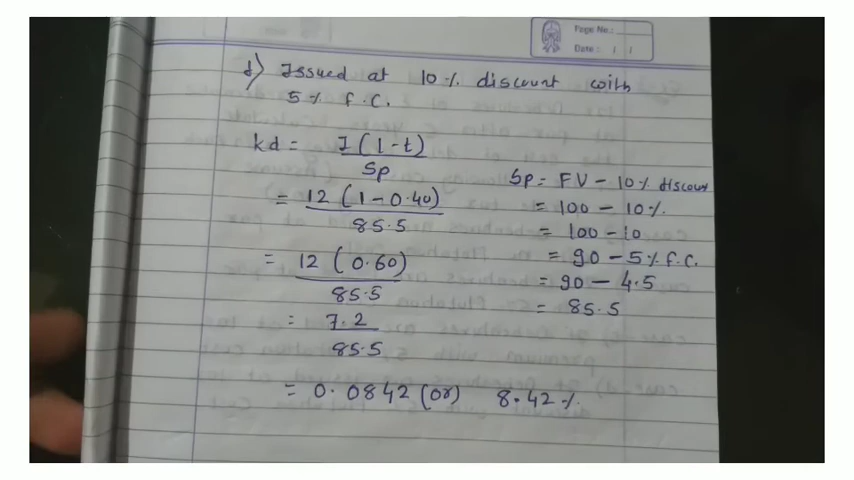 Page No.:
Date: / /
d) Issued at 10% discount with
5% f.c.
kd = I(1-t)
Sp
= 12 (1-0.40)
85.5
= 12 (0.60)
85.5
= 7.2
85.5
= 0.0842 (or) 8.42%
Sp = FV - 10% discount
= 100 - 10%
= 100 - 10
= 90 - 5% f.c.
= 90 - 4.5
= 85.5